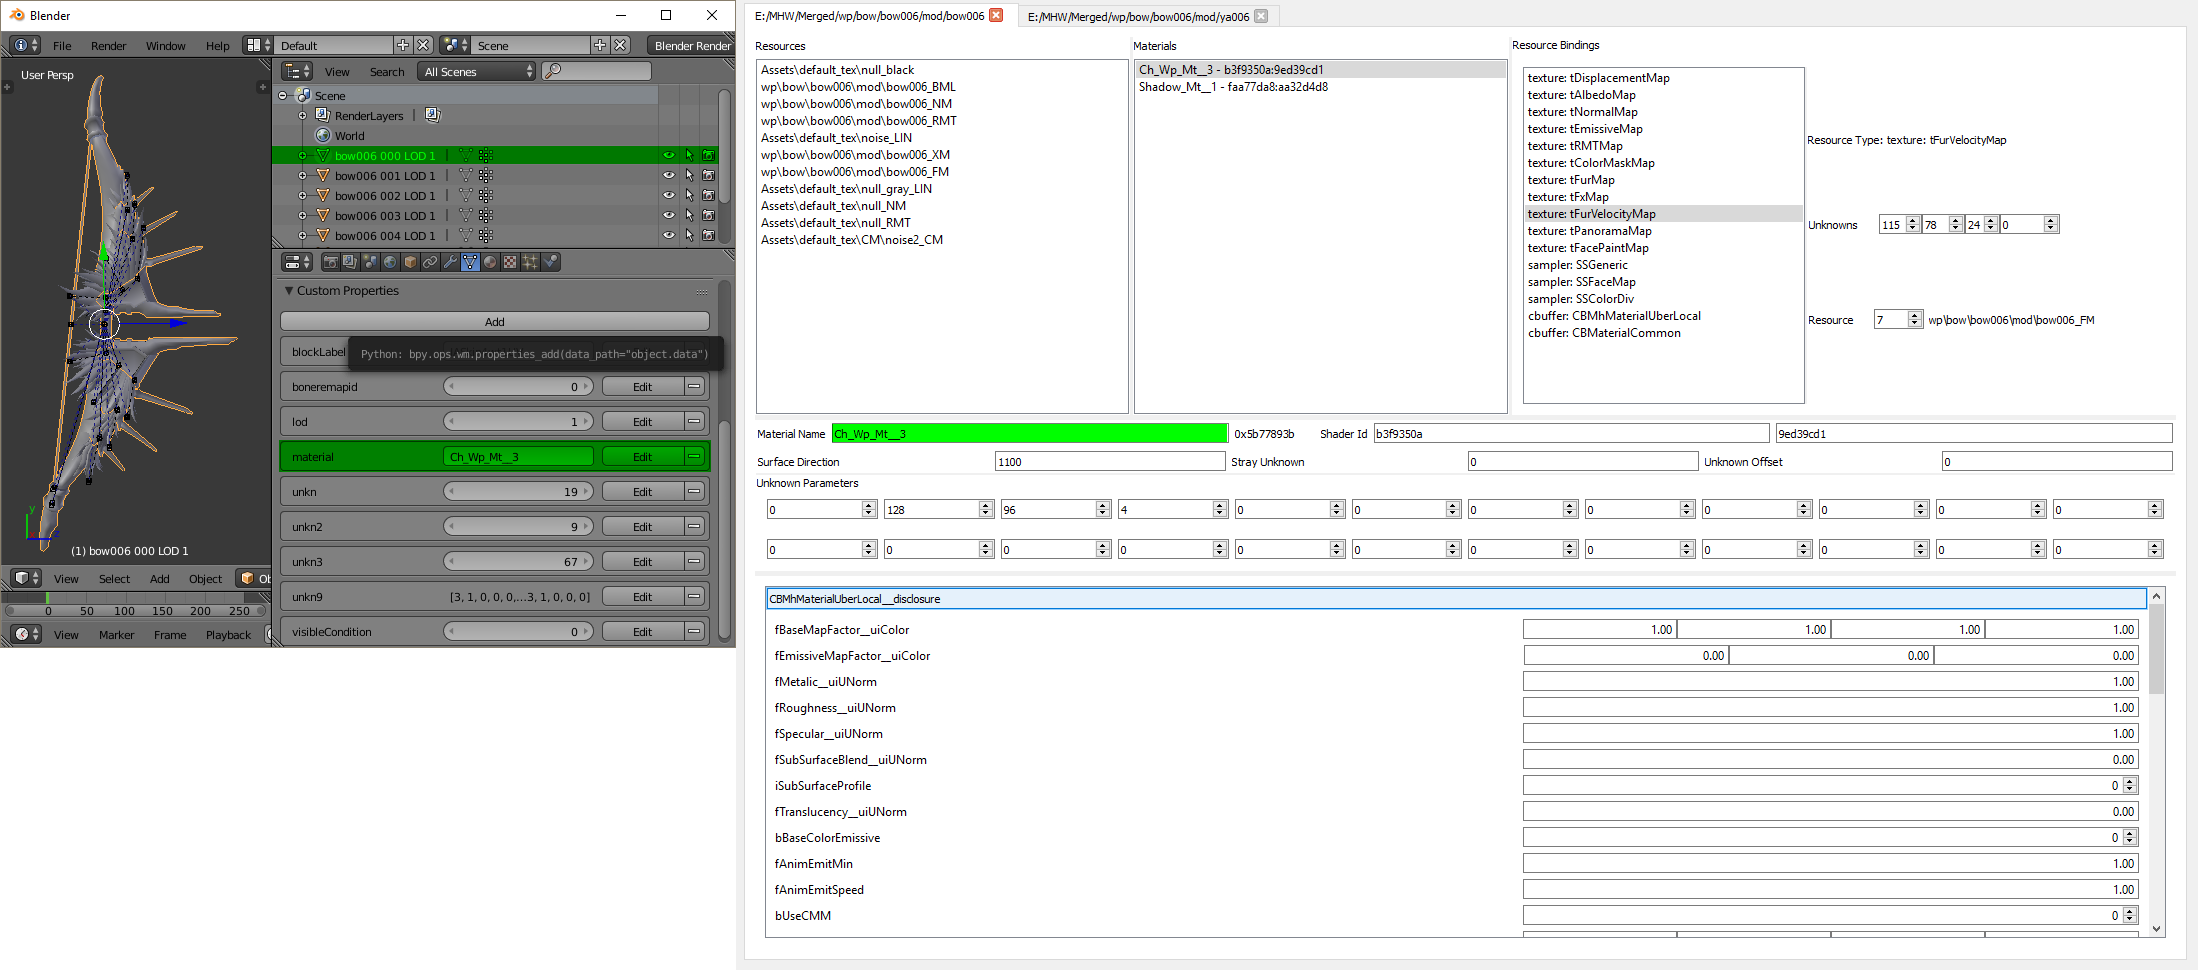 Blender
File Render Window Help Default Scene Blender Render
User Persp
View Search All Scenes
Scene
RenderLayers
World
bow006 000 LOD 1
bow006 001 LOD 1
bow006 002 LOD 1
bow006 003 LOD 1
bow006 004 LOD 1
Custom Properties
Add
blockLabel
Python: bpy.ops.wm.properties_add(data_path="object.data")
boneremapid 0 Edit
lod 1 Edit
material Ch_Wp_Mt__3 Edit
unkn 19 Edit
unkn2 9 Edit
unkn3 67 Edit
unkn9 [3, 1, 0, 0, 0,...3, 1, 0, 0, 0] Edit
visibleCondition 0 Edit
y
z
(1) bow006 000 LOD 1
View Select Add Object Ob
0 50 100 150 200 250
View Marker Frame Playback
E:/MHW/Merged/wp/bow/bow006/mod/bow006
E:/MHW/Merged/wp/bow/bow006/mod/ya006
Resources
Assets\default_tex\null_black
wp\bow\bow006\mod\bow006_BML
wp\bow\bow006\mod\bow006_NM
wp\bow\bow006\mod\bow006_RMT
Assets\default_tex\noise_LIN
wp\bow\bow006\mod\bow006_XM
wp\bow\bow006\mod\bow006_FM
Assets\default_tex\null_gray_LIN
Assets\default_tex\null_NM
Assets\default_tex\null_RMT
Assets\default_tex\CM\noise2_CM
Materials
Ch_Wp_Mt__3 - b3f9350a:9ed39cd1
Shadow_Mt__1 - faa77da8:aa32d4d8
Resource Bindings
texture: tDisplacementMap
texture: tAlbedoMap
texture: tNormalMap
texture: tEmissiveMap
texture: tRMTMap
texture: tColorMaskMap
texture: tFurMap
texture: tFxMap
texture: tFurVelocityMap
texture: tPanoramaMap
texture: tFacePaintMap
sampler: SSGeneric
sampler: SSFaceMap
sampler: SSColorDiv
cbuffer: CBMhMaterialUberLocal
cbuffer: CBMaterialCommon
Resource Type: texture: tFurVelocityMap
Unknowns 115 78 24 0
Resource 7 wp\bow\bow006\mod\bow006_FM
Material Name Ch_Wp_Mt__3 0x5b77893b Shader Id b3f9350a 9ed39cd1
Surface Direction 1100 Stray Unknown 0 Unknown Offset 0
Unknown Parameters
0 128 96 4 0 0 0 0 0 0 0 0
0 0 0 0 0 0 0 0 0 0 0 0
CBMhMaterialUberLocal__disclosure
fBaseMapFactor__uiColor 1.00 1.00 1.00 1.00
fEmissiveMapFactor__uiColor 0.00 0.00 0.00
fMetalic__uiUNorm 1.00
fRoughness__uiUNorm 1.00
fSpecular__uiUNorm 1.00
fSubSurfaceBlend__uiUNorm 0.00
iSubSurfaceProfile 0
fTranslucency__uiUNorm 0.00
bBaseColorEmissive 0
fAnimEmitMin 1.00
fAnimEmitSpeed 1.00
bUseCMM 0